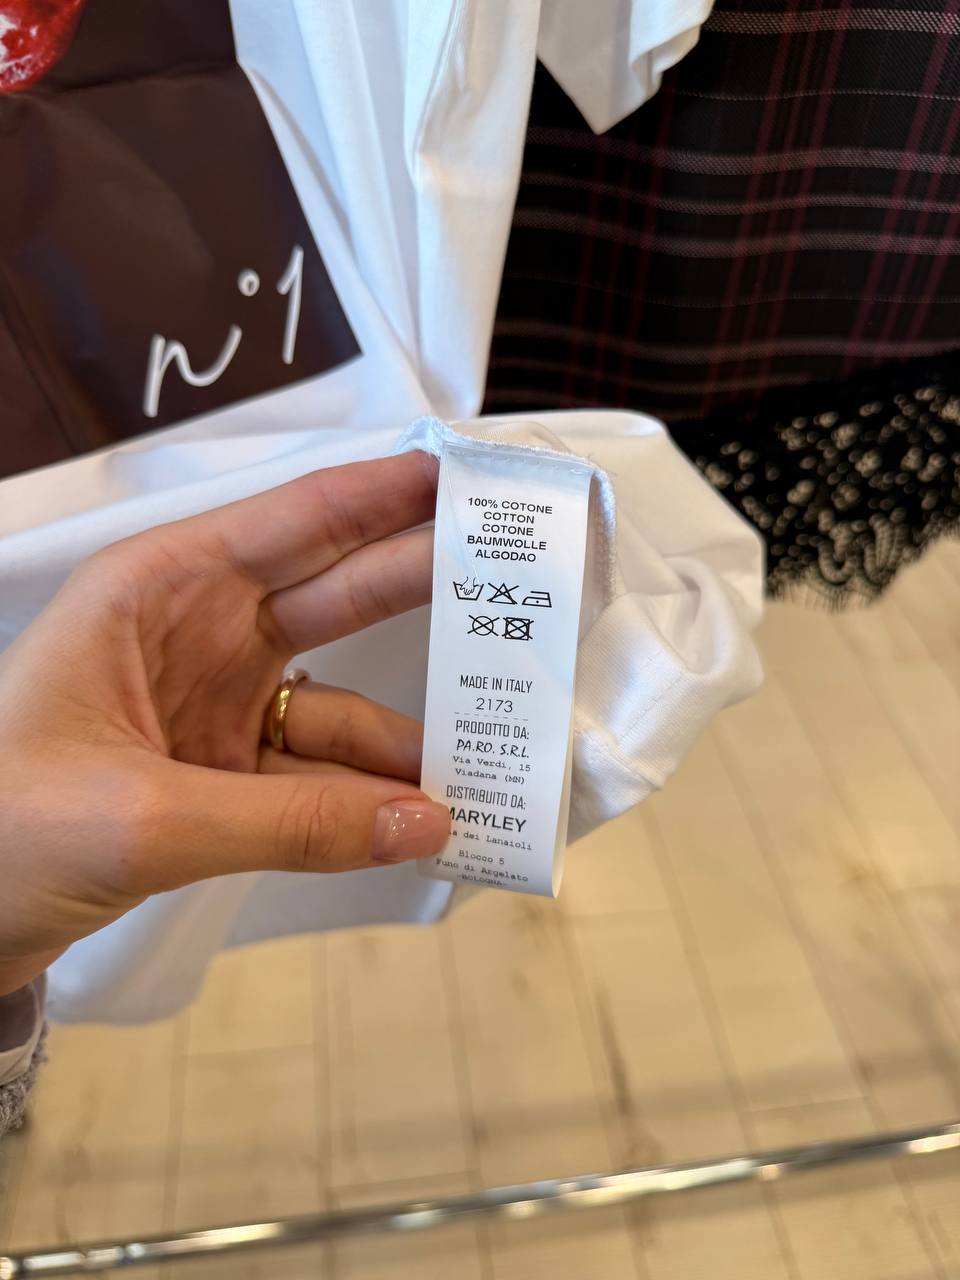 n°1
100% COTONE
COTTON
COTONE
BAUMWOLLE
ALGODAO
MADE IN ITALY
2173
PRODOTTO DA:
PA.RO. S.R.L.
Via Verdi, 15
Viadana (MN)
DISTRIBUITO DA:
MARYLEY
dei Lanaioli
Blocco 5
Funo di Argelato
-BOLOGNA-